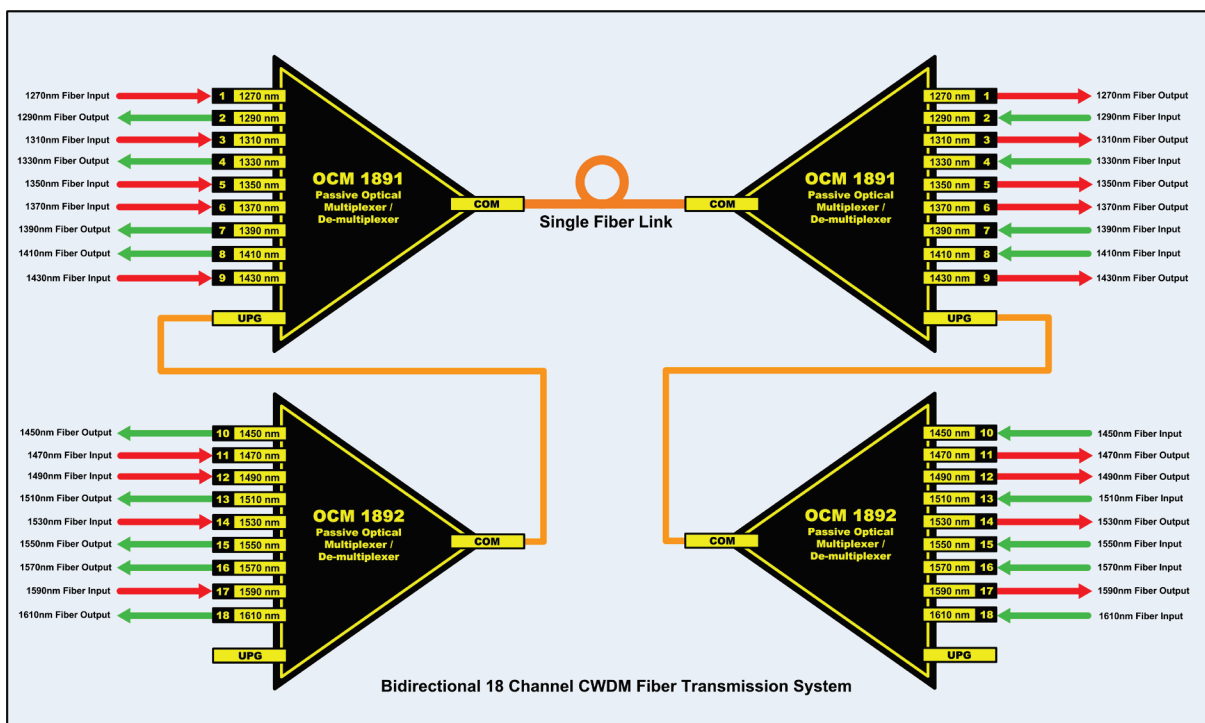 1270nm Fiber Input
1 1270 nm
1290nm Fiber Output
2 1290 nm
1310nm Fiber Input
3 1310 nm
1330nm Fiber Output
4 1330 nm
1350nm Fiber Input
5 1350 nm
1370nm Fiber Input
6 1370 nm
1390nm Fiber Output
7 1390 nm
1410nm Fiber Output
8 1410 nm
1430nm Fiber Input
9 1430 nm
UPG
OCM 1891
Passive Optical
Multiplexer /
De-multiplexer
COM
Single Fiber Link
COM
OCM 1891
Passive Optical
Multiplexer /
De-multiplexer
1270 nm 1
1270nm Fiber Output
1290 nm 2
1290nm Fiber Input
1310 nm 3
1310nm Fiber Output
1330 nm 4
1330nm Fiber Input
1350 nm 5
1350nm Fiber Output
1370 nm 6
1370nm Fiber Output
1390 nm 7
1390nm Fiber Input
1410 nm 8
1410nm Fiber Input
1430 nm 9
1430nm Fiber Output
UPG
1450nm Fiber Output
10 1450 nm
1470nm Fiber Input
11 1470 nm
1490nm Fiber Input
12 1490 nm
1510nm Fiber Output
13 1510 nm
1530nm Fiber Input
14 1530 nm
1550nm Fiber Output
15 1550 nm
1570nm Fiber Output
16 1570 nm
1590nm Fiber Input
17 1590 nm
1610nm Fiber Output
18 1610 nm
UPG
OCM 1892
Passive Optical
Multiplexer /
De-multiplexer
COM
COM
OCM 1892
Passive Optical
Multiplexer /
De-multiplexer
1450 nm 10
1450nm Fiber Input
1470 nm 11
1470nm Fiber Output
1490 nm 12
1490nm Fiber Output
1510 nm 13
1510nm Fiber Input
1530 nm 14
1530nm Fiber Output
1550 nm 15
1550nm Fiber Input
1570 nm 16
1570nm Fiber Input
1590 nm 17
1590nm Fiber Output
1610 nm 18
1610nm Fiber Input
UPG
Bidirectional 18 Channel CWDM Fiber Transmission System